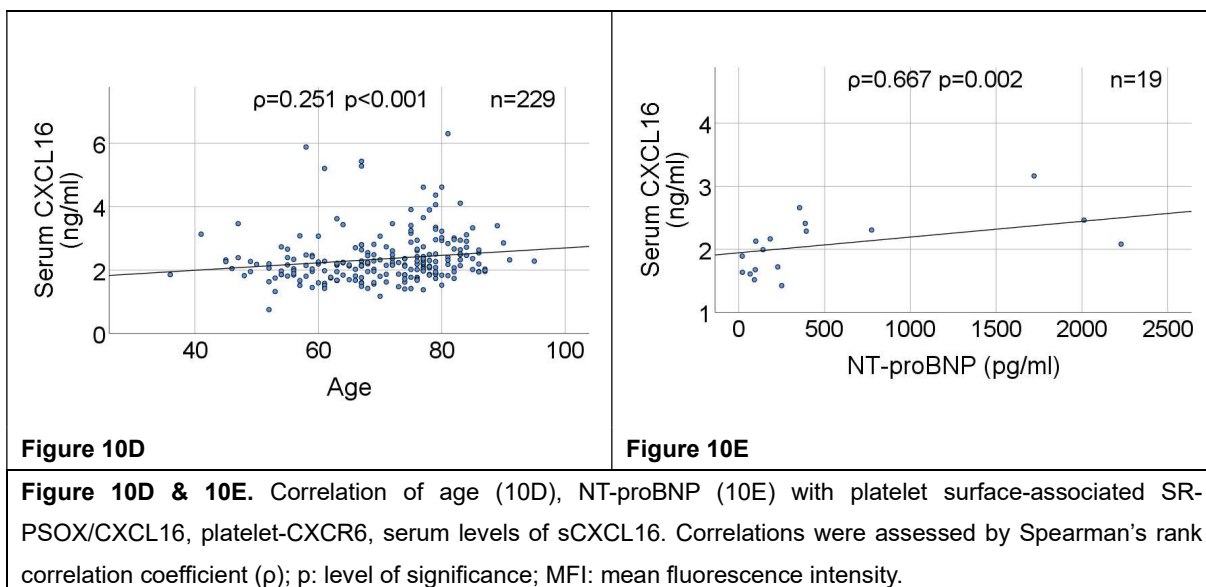 ρ=0.251 p<0.001 n=229
Serum CXCL16
(ng/ml)
6
4
2
0
40 60 80 100
Age
Figure 10D
ρ=0.667 p=0.002 n=19
Serum CXCL16
(ng/ml)
4
3
2
1
0 500 1000 1500 2000 2500
NT-proBNP (pg/ml)
Figure 10E
Figure 10D & 10E. Correlation of age (10D), NT-proBNP (10E) with platelet surface-associated SR-
PSOX/CXCL16, platelet-CXCR6, serum levels of sCXCL16. Correlations were assessed by Spearman's rank
correlation coefficient (ρ); p: level of significance; MFI: mean fluorescence intensity.